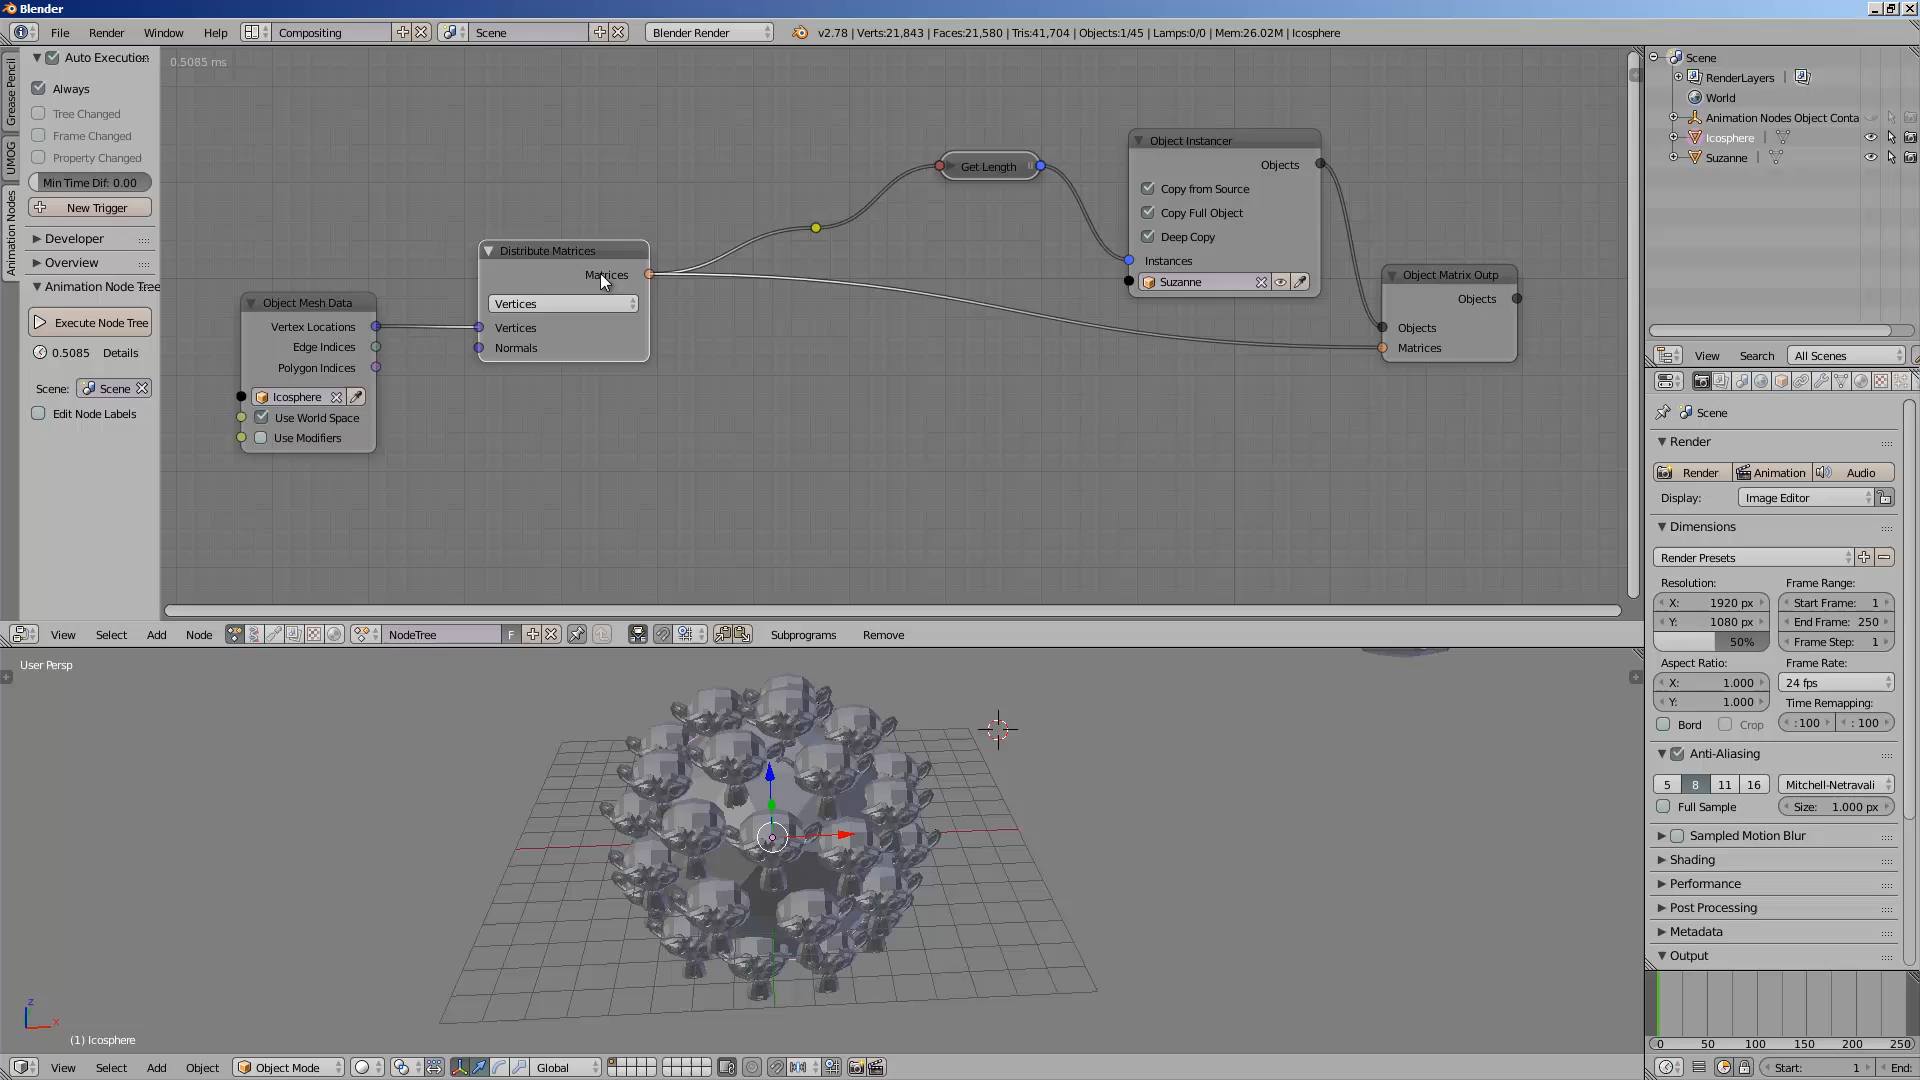 Blender
File Render Window Help Compositing Scene Blender Render v2.78 | Verts:21,843 | Faces:21,580 | Tris:41,704 | Objects:1/45 | Lamps:0/0 | Mem:26.02M | Icosphere
Grease Pencil
UMOG
Animation Nodes
Auto Execution
Always
Tree Changed
Frame Changed
Property Changed
Min Time Dif: 0.00
New Trigger
Developer
Overview
Animation Node Tree
Execute Node Tree
0.5085 Details
Scene: Scene
Edit Node Labels
0.5085 ms
Object Mesh Data
Vertex Locations
Edge Indices
Polygon Indices
Icosphere
Use World Space
Use Modifiers
Distribute Matrices
Matrices
Vertices
Vertices
Normals
Get Length
Object Instancer
Objects
Copy from Source
Copy Full Object
Deep Copy
Instances
Suzanne
Object Matrix Outp
Objects
Objects
Matrices
View Select Add Node NodeTree F Subprograms Remove
User Persp
z
x
(1) Icosphere
View Select Add Object Object Mode Global
Scene
RenderLayers |
World
Animation Nodes Object Conta
Icosphere |
Suzanne |
View Search All Scenes
Scene
Render
Render Animation Audio
Display: Image Editor
Dimensions
Render Presets
Resolution: Frame Range:
X: 1920 px Start Frame: 1
Y: 1080 px End Frame: 250
50% Frame Step: 1
Aspect Ratio: Frame Rate:
X: 1.000 24 fps
Y: 1.000 Time Remapping:
Bord Crop :100 : 100
Anti-Aliasing
5 8 11 16 Mitchell-Netravali
Full Sample Size: 1.000 px
Sampled Motion Blur
Shading
Performance
Post Processing
Metadata
Output
0 50 100 150 200 250
Start: 1 End: